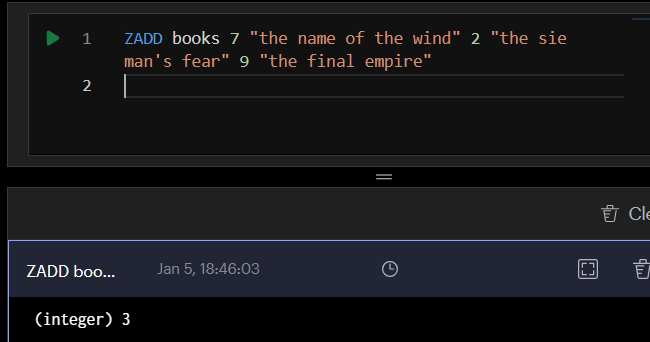 1 ZADD books 7 "the name of the wind" 2 "the sie
man's fear" 9 "the final empire"
2
ZADD boo... Jan 5, 18:46:03
(integer) 3